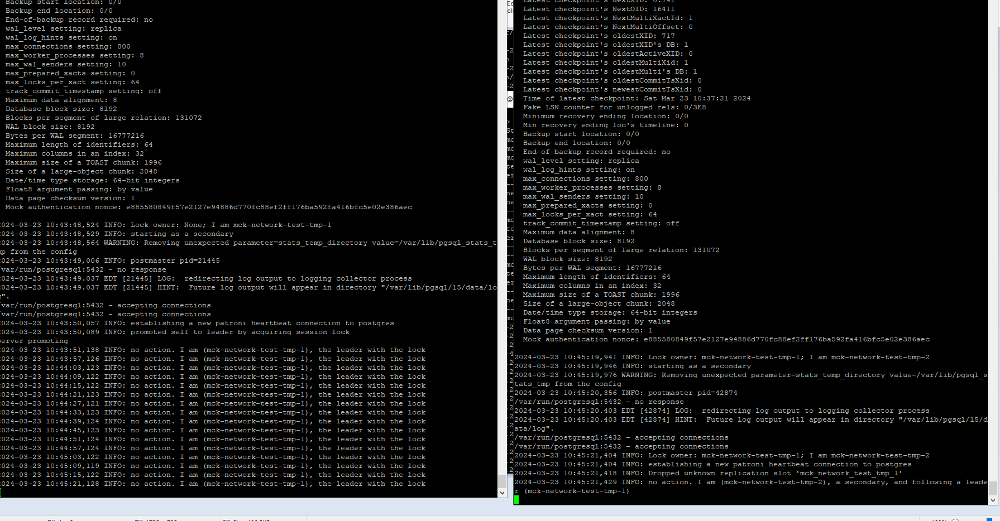 Backup start location: 0/0
Backup end location: 0/0
End-of-backup record required: no
wal_level setting: replica
wal_log_hints setting: on
max_connections setting: 800
max_worker_processes setting: 8
max_wal_senders setting: 10
max_prepared_xacts setting: 0
max_locks_per_xact setting: 64
track_commit_timestamp setting: off
Maximum data alignment: 8
Database block size: 8192
Blocks per segment of large relation: 131072
WAL block size: 8192
Bytes per WAL segment: 16777216
Maximum length of identifiers: 64
Maximum columns in an index: 32
Maximum size of a TOAST chunk: 1996
Size of a large-object chunk: 2048
Date/time type storage: 64-bit integers
Float8 argument passing: by value
Data page checksum version: 1
Mock authentication nonce: e885580849f57e2127e94886d770fc88ef2ff176ba592fa416bfc5e02e386aec
024-03-23 10:43:48,524 INFO: Lock owner: None; I am mck-network-test-tmp-1
024-03-23 10:43:48,529 INFO: starting as a secondary
024-03-23 10:43:48,564 WARNING: Removing unexpected parameter=stats_temp_directory value=/var/lib/pgsql_stats_t
mp from the config
024-03-23 10:43:49,006 INFO: postmaster pid=21445
/var/run/postgresql:5432 - no response
024-03-23 10:43:49.037 EDT [21445] LOG:  redirecting log output to logging collector process
024-03-23 10:43:49.037 EDT [21445] HINT:  Future log output will appear in directory "/var/lib/pgsql/15/data/lo
g".
/var/run/postgresql:5432 - accepting connections
/var/run/postgresql:5432 - accepting connections
024-03-23 10:43:50,057 INFO: establishing a new patroni heartbeat connection to postgres
024-03-23 10:43:50,089 INFO: promoted self to leader by acquiring session lock
server promoting
024-03-23 10:43:51,138 INFO: no action. I am (mck-network-test-tmp-1), the leader with the lock
024-03-23 10:43:57,126 INFO: no action. I am (mck-network-test-tmp-1), the leader with the lock
024-03-23 10:44:03,123 INFO: no action. I am (mck-network-test-tmp-1), the leader with the lock
024-03-23 10:44:09,122 INFO: no action. I am (mck-network-test-tmp-1), the leader with the lock
024-03-23 10:44:15,122 INFO: no action. I am (mck-network-test-tmp-1), the leader with the lock
024-03-23 10:44:21,123 INFO: no action. I am (mck-network-test-tmp-1), the leader with the lock
024-03-23 10:44:27,121 INFO: no action. I am (mck-network-test-tmp-1), the leader with the lock
024-03-23 10:44:33,123 INFO: no action. I am (mck-network-test-tmp-1), the leader with the lock
024-03-23 10:44:39,124 INFO: no action. I am (mck-network-test-tmp-1), the leader with the lock
024-03-23 10:44:45,123 INFO: no action. I am (mck-network-test-tmp-1), the leader with the lock
024-03-23 10:44:51,124 INFO: no action. I am (mck-network-test-tmp-1), the leader with the lock
024-03-23 10:44:57,124 INFO: no action. I am (mck-network-test-tmp-1), the leader with the lock
024-03-23 10:45:03,122 INFO: no action. I am (mck-network-test-tmp-1), the leader with the lock
024-03-23 10:45:09,119 INFO: no action. I am (mck-network-test-tmp-1), the leader with the lock
024-03-23 10:45:15,122 INFO: no action. I am (mck-network-test-tmp-1), the leader with the lock
024-03-23 10:45:21,128 INFO: no action. I am (mck-network-test-tmp-1), the leader with the lock
Latest checkpoint's NextXID: 0:741
Latest checkpoint's NextOID: 16411
Latest checkpoint's NextMultiXactId: 1
Latest checkpoint's NextMultiOffset: 0
Latest checkpoint's oldestXID: 717
Latest checkpoint's oldestXID's DB: 1
Latest checkpoint's oldestActiveXID: 0
Latest checkpoint's oldestMultiXid: 1
Latest checkpoint's oldestMulti's DB: 1
Latest checkpoint's oldestCommitTsXid: 0
Latest checkpoint's newestCommitTsXid: 0
Time of latest checkpoint: Sat Mar 23 10:37:21 2024
Fake LSN counter for unlogged rels: 0/3E8
Minimum recovery ending location: 0/0
Min recovery ending loc's timeline: 0
Backup start location: 0/0
Backup end location: 0/0
End-of-backup record required: no
wal_level setting: replica
wal_log_hints setting: on
max_connections setting: 800
max_worker_processes setting: 8
max_wal_senders setting: 10
max_prepared_xacts setting: 0
max_locks_per_xact setting: 64
track_commit_timestamp setting: off
Maximum data alignment: 8
Database block size: 8192
Blocks per segment of large relation: 131072
WAL block size: 8192
Bytes per WAL segment: 16777216
Maximum length of identifiers: 64
Maximum columns in an index: 32
Maximum size of a TOAST chunk: 1996
Size of a large-object chunk: 2048
Date/time type storage: 64-bit integers
Float8 argument passing: by value
Data page checksum version: 1
Mock authentication nonce: e885580849f57e2127e94886d770fc88ef2ff176ba592fa416bfc5e02e386aec
2024-03-23 10:45:19,941 INFO: Lock owner: mck-network-test-tmp-1; I am mck-network-test-tmp-2
2024-03-23 10:45:19,946 INFO: starting as a secondary
2024-03-23 10:45:19,976 WARNING: Removing unexpected parameter=stats_temp_directory value=/var/lib/pgsql_s
tats_tmp from the config
2024-03-23 10:45:20,356 INFO: postmaster pid=42874
/var/run/postgresql:5432 - no response
2024-03-23 10:45:20.403 EDT [42874] LOG:  redirecting log output to logging collector process
2024-03-23 10:45:20.403 EDT [42874] HINT:  Future log output will appear in directory "/var/lib/pgsql/15/d
ata/log".
/var/run/postgresql:5432 - accepting connections
/var/run/postgresql:5432 - accepting connections
2024-03-23 10:45:21,404 INFO: Lock owner: mck-network-test-tmp-1; I am mck-network-test-tmp-2
2024-03-23 10:45:21,404 INFO: establishing a new patroni heartbeat connection to postgres
2024-03-23 10:45:21,418 INFO: Dropped unknown replication slot 'mck_network_test_tmp_1'
2024-03-23 10:45:21,429 INFO: no action. I am (mck-network-test-tmp-2), a secondary, and following a leade
r (mck-network-test-tmp-1)